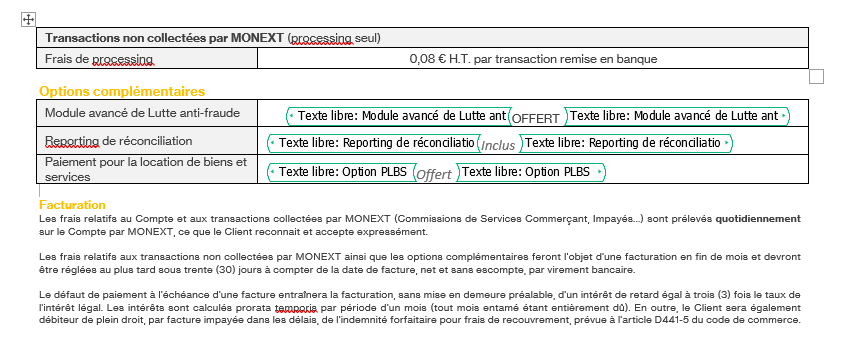 Transactions non collectées par MONEXT (processing seul)
Frais de processing 0,08 € H.T. par transaction remise en banque
Options complémentaires
Module avancé de Lutte anti-fraude Texte libre: Module avancé de Lutte ant OFFERT Texte libre: Module avancé de Lutte ant
Reporting de réconciliation Texte libre: Reporting de réconciliatio Inclus Texte libre: Reporting de réconciliatio
Paiement pour la location de biens et
services Texte libre: Option PLBS Offert Texte libre: Option PLBS
Facturation
Les frais relatifs au Compte et aux transactions collectées par MONEXT (Commissions de Services Commerçant, Impayés...) sont prélevés quotidiennement
sur le Compte par MONEXT, ce que le Client reconnait et accepte expressément.
Les frais relatifs aux transactions non collectées par MONEXT ainsi que les options complémentaires feront l'objet d'une facturation en fin de mois et devront
être réglées au plus tard sous trente (30) jours à compter de la date de facture, net et sans escompte, par virement bancaire.
Le défaut de paiement à l'échéance d'une facture entraînera la facturation, sans mise en demeure préalable, d'un intérêt de retard égal à trois (3) fois le taux de
l'intérêt légal. Les intérêts sont calculés prorata temporis par période d'un mois (tout mois entamé étant entièrement dû). En outre, le Client sera également
débiteur de plein droit, par facture impayée dans les délais, de l'indemnité forfaitaire pour frais de recouvrement, prévue à l'article D441-5 du code de commerce.